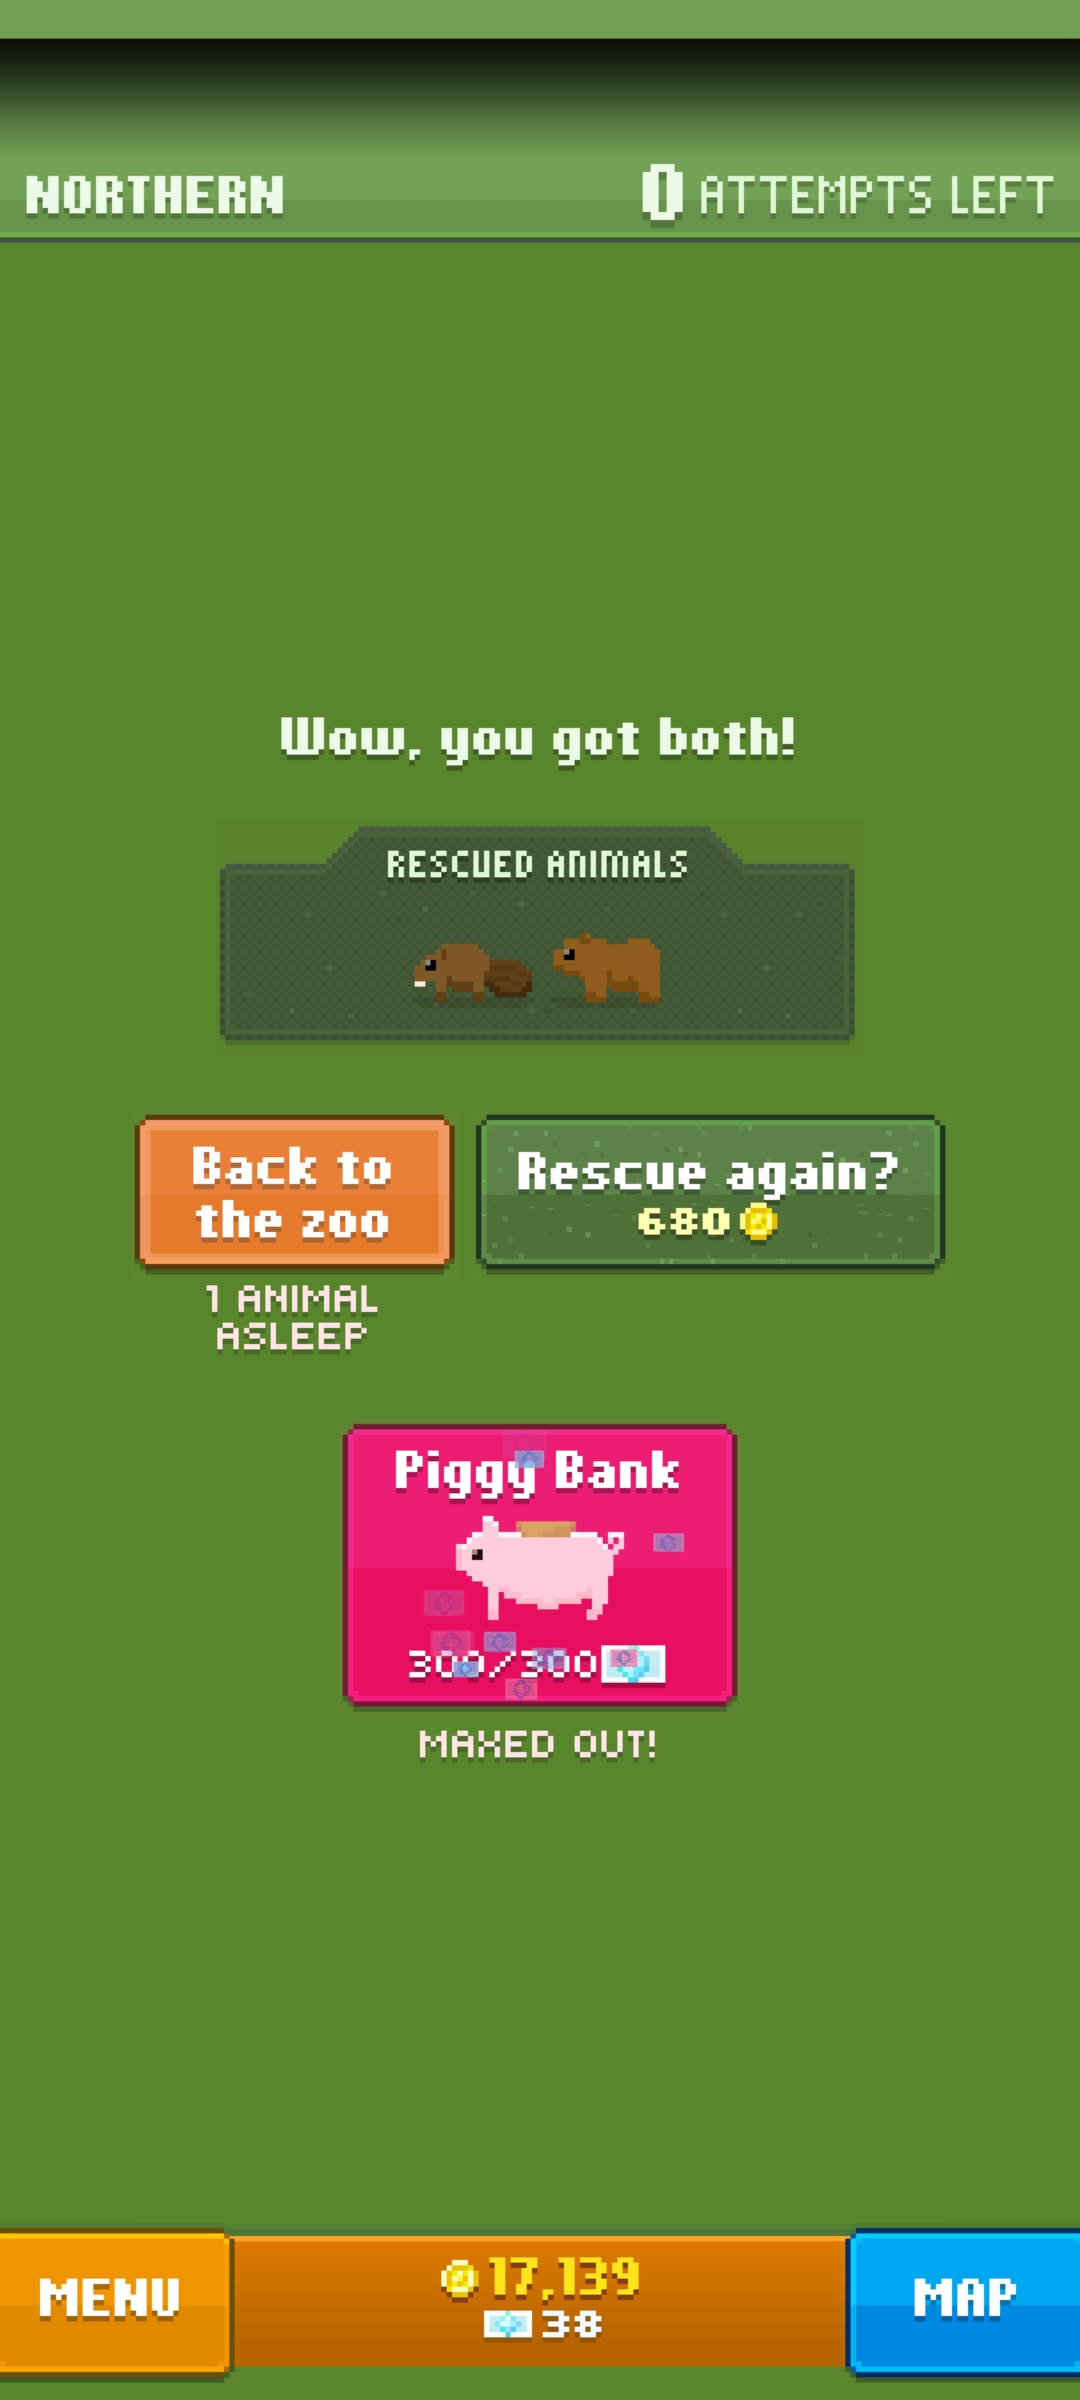 NORTHERN
0 ATTEMPTS LEFT
Wow, you got both!
RESCUED ANIMALS
Back to
the zoo
Rescue again?
680
1 ANIMAL
ASLEEP
Piggy Bank
300/300
MAXED OUT!
MENU
17,139
38
MAP